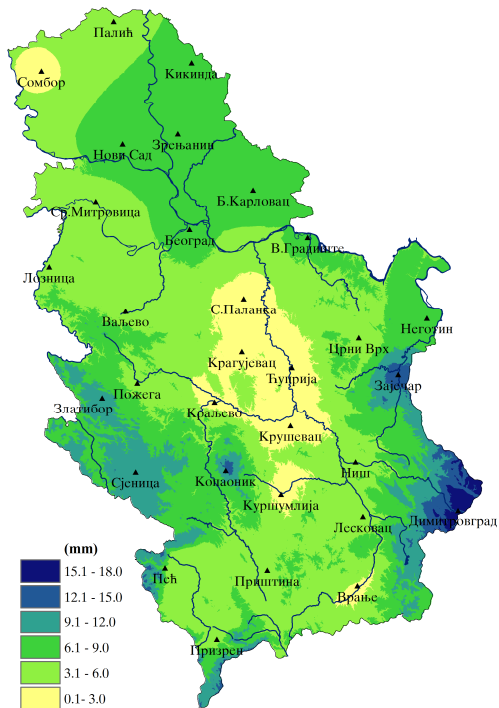 Палић
Кикинда
Сомбор
Зрењанин
Нови Сад
Б.Карловац
Ср.Митровица
Београд
В.Градиште
Лозница
С.Паланка
Ваљево
Неготин
Црни Врх
Крагујевац
Ћуприја
Зајечар
Пожега
Златибор
Краљево
Крушевац
Ниш
Копаоник
Сјеница
Куршумлија
Димитровград
Лесковац
(mm)
15.1 - 18.0
Пећ
Приштина
12.1 - 15.0
Врање
9.1 - 12.0
6.1 - 9.0
Призрен
3.1 - 6.0
0.1- 3.0